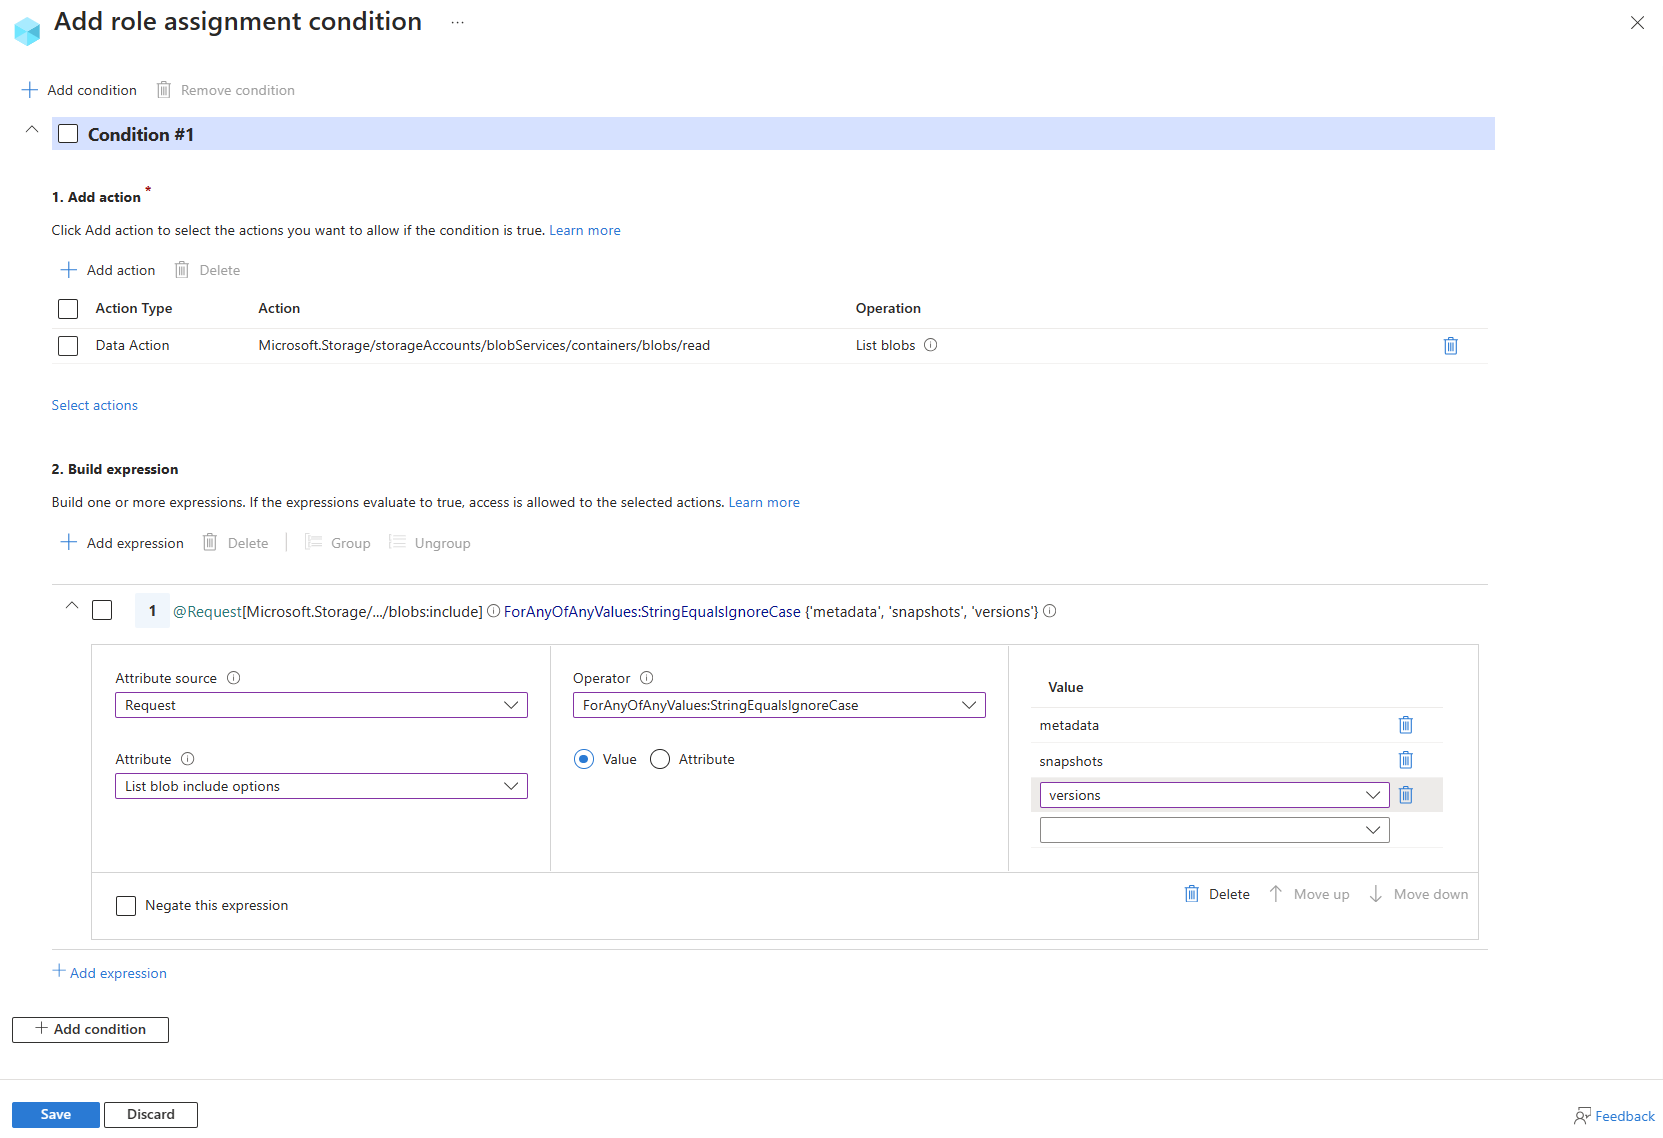 Add role assignment condition ...
Add condition Remove condition
Condition #1
1. Add action *
Click Add action to select the actions you want to allow if the condition is true. Learn more
Add action Delete
Action Type Action Operation
Data Action Microsoft.Storage/storageAccounts/blobServices/containers/blobs/read List blobs
Select actions
2. Build expression
Build one or more expressions. If the expressions evaluate to true, access is allowed to the selected actions. Learn more
Add expression Delete Group Ungroup
1 @Request[Microsoft.Storage/.../blobs:include] ForAnyOfAnyValues:StringEqualsIgnoreCase {'metadata', 'snapshots', 'versions'}
Attribute source
Request
Attribute
List blob include options
Operator
ForAnyOfAnyValues:StringEqualsIgnoreCase
Value Attribute
Value
metadata
snapshots
versions
Negate this expression
Delete Move up Move down
Add expression
Add condition
Save Discard
Feedback